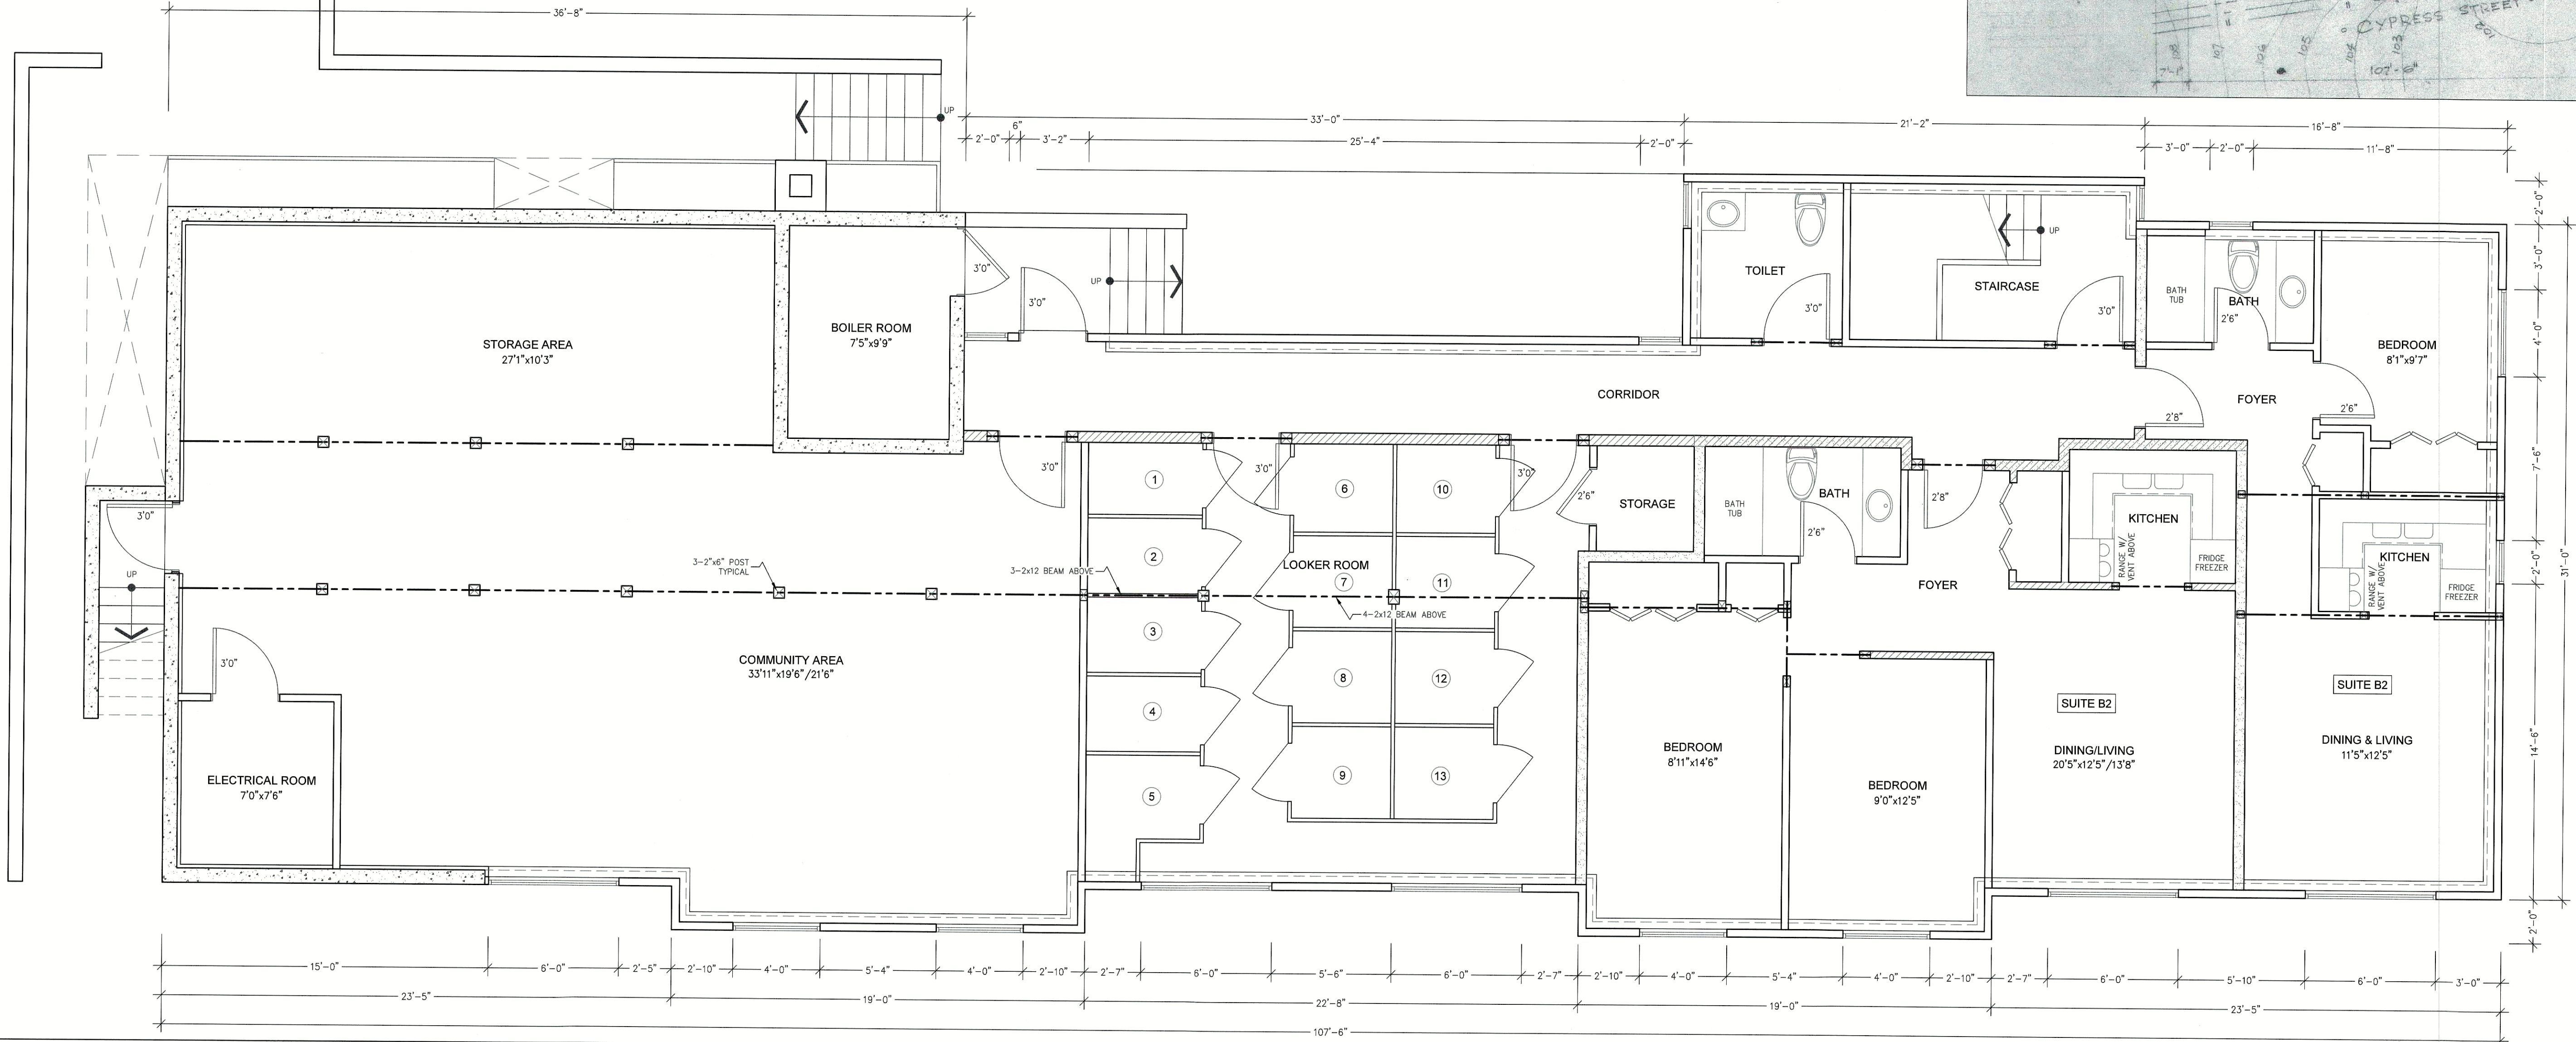 36'-8"
CYPRESS STREET
108
107
106
105
104
103
7'-1"
107'-6"
UP
33'-0"
21'-2"
16'-8"
2'-0"
6"
3'-2"
25'-4"
2'-0"
3'-0"
2'-0"
11'-8"
2'-0"
STORAGE AREA
27'1"x10'3"
BOILER ROOM
7'5"x9'9"
3'0"
3'0"
UP
TOILET
3'0"
STAIRCASE
UP
3'0"
BATH
TUB
BATH
2'6"
BEDROOM
8'1"x9'7"
3'-0"
4'-0"
CORRIDOR
2'8"
FOYER
2'6"
7'-6"
31'-0"
3'0"
UP
3'0"
1
2
3
4
5
3'0"
6
LOOKER ROOM
7
8
9
10
11
12
13
3'0"
2'6"
STORAGE
BATH
TUB
BATH
2'6"
2'8"
FOYER
KITCHEN
RANGE W/
VENT ABOVE
FRIDGE
FREEZER
KITCHEN
RANGE W/
VENT ABOVE
FRIDGE
FREEZER
2'-0"
3-2"x6" POST
TYPICAL
3-2x12 BEAM ABOVE
4-2x12 BEAM ABOVE
COMMUNITY AREA
33'11"x19'6"/21'6"
3'0"
ELECTRICAL ROOM
7'0"x7'6"
BEDROOM
8'11"x14'6"
BEDROOM
9'0"x12'5"
SUITE B2
DINING/LIVING
20'5"x12'5"/13'8"
SUITE B2
DINING & LIVING
11'5"x12'5"
14'-6"
2'-0"
15'-0"
6'-0"
2'-5"
2'-10"
4'-0"
5'-4"
4'-0"
2'-10"
2'-7"
6'-0"
5'-6"
6'-0"
2'-7"
2'-10"
4'-0"
5'-4"
4'-0"
2'-10"
2'-7"
6'-0"
5'-10"
6'-0"
3'-0"
23'-5"
19'-0"
22'-8"
19'-0"
23'-5"
107'-6"